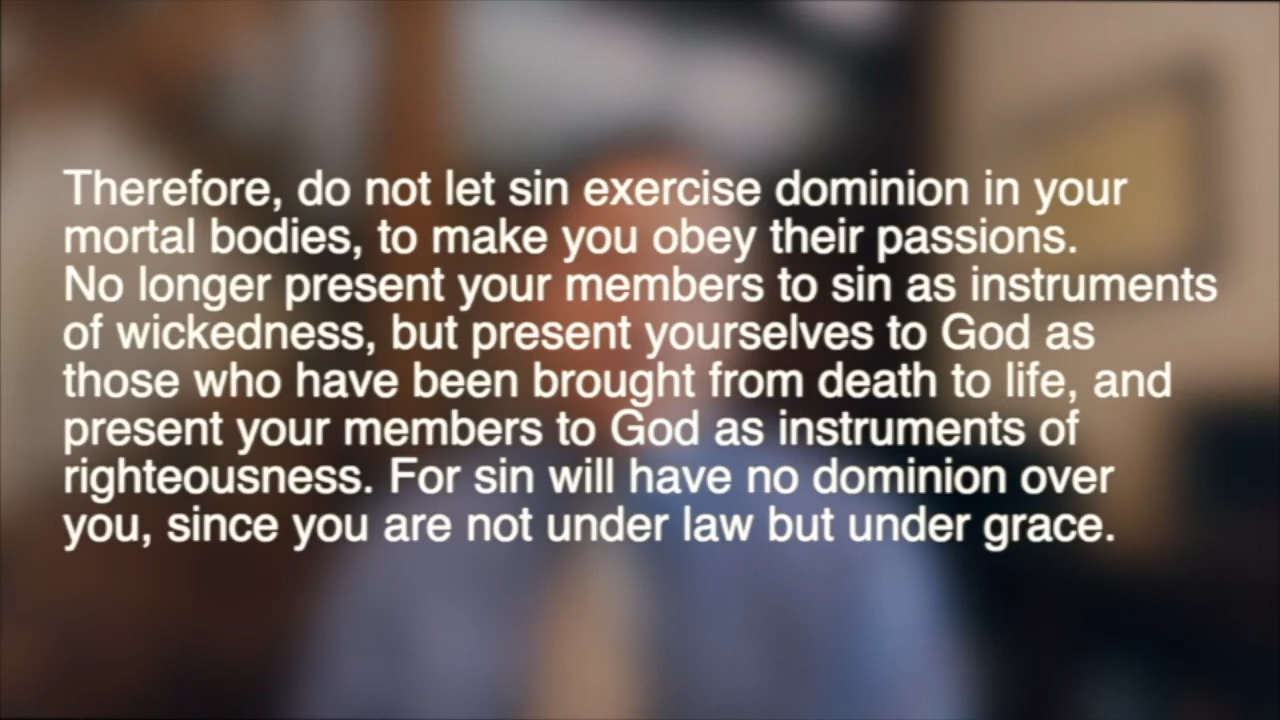 Therefore, do not let sin exercise dominion in your
mortal bodies, to make you obey their passions.
No longer present your members to sin as instruments
of wickedness, but present yourselves to God as
those who have been brought from death to life, and
present your members to God as instruments of
righteousness. For sin will have no dominion over
you, since you are not under law but under grace.